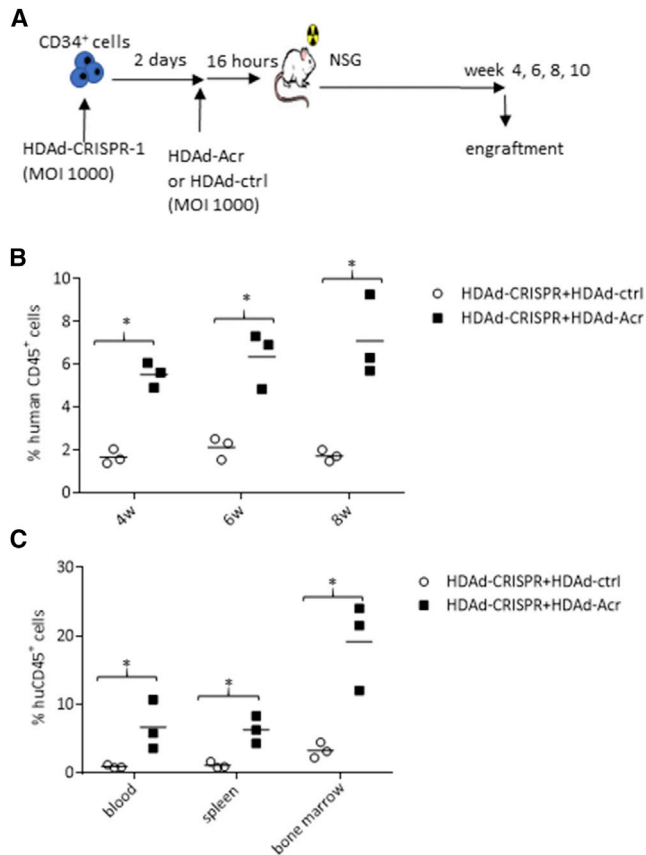 A
CD34⁺ cells
2 days
16 hours
NSG
week 4, 6, 8, 10
HDAd-CRISPR-1
(MOI 1000)
HDAd-Acr
or HDAd-ctrl
(MOI 1000)
engraftment
B
% human CD45⁺ cells
10
8
6
4
2
0
*
*
*
4w
6w
8w
HDAd-CRISPR+HDAd-ctrl
HDAd-CRISPR+HDAd-Acr
C
% huCD45⁺ cells
30
20
10
0
*
*
*
blood
spleen
bone marrow
HDAd-CRISPR+HDAd-ctrl
HDAd-CRISPR+HDAd-Acr